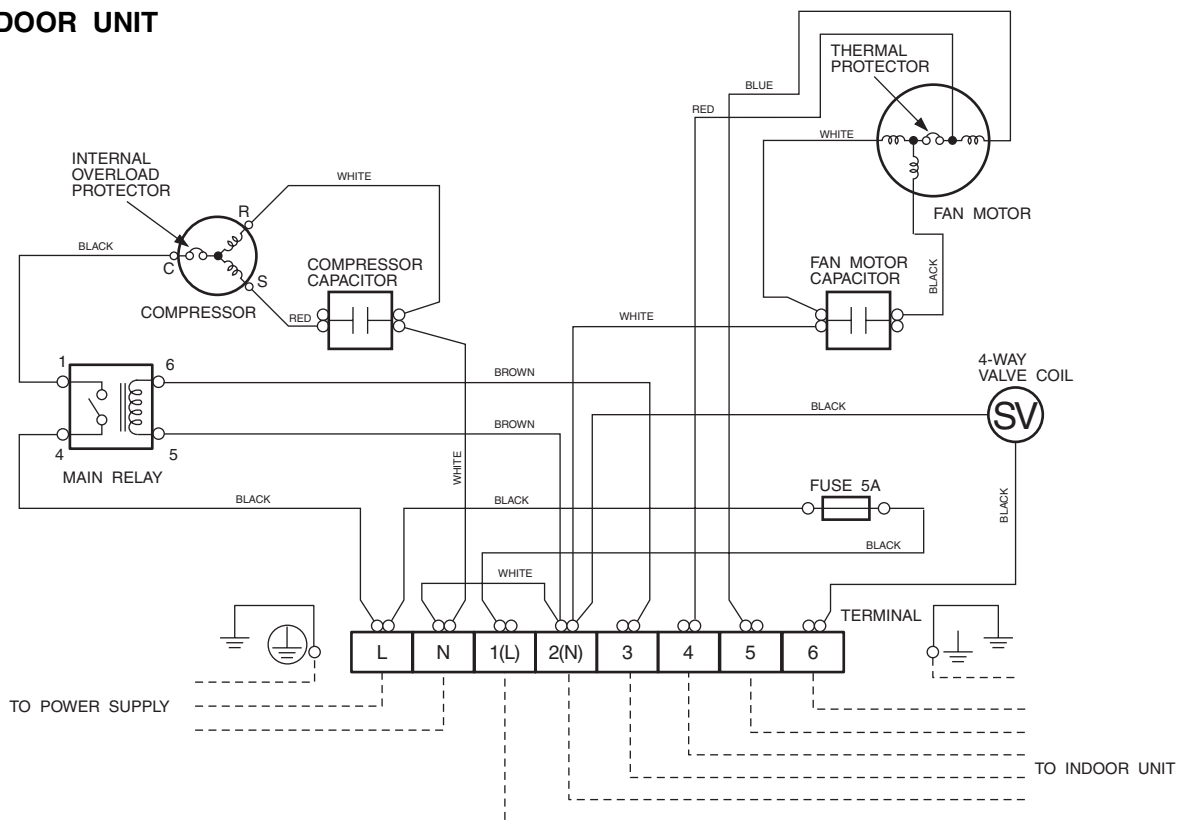 DOOR UNIT
THERMAL
PROTECTOR
BLUE
RED
WHITE
FAN MOTOR
INTERNAL
OVERLOAD
PROTECTOR
WHITE
R
BLACK
C
S
COMPRESSOR
COMPRESSOR
CAPACITOR
RED
FAN MOTOR
CAPACITOR
BLACK
WHITE
4-WAY
VALVE COIL
SV
1
6
BROWN
BLACK
BROWN
4
5
MAIN RELAY
WHITE
BLACK
BLACK
FUSE 5A
BLACK
BLACK
WHITE
TERMINAL
L
N
1(L)
2(N)
3
4
5
6
TO POWER SUPPLY
TO INDOOR UNIT